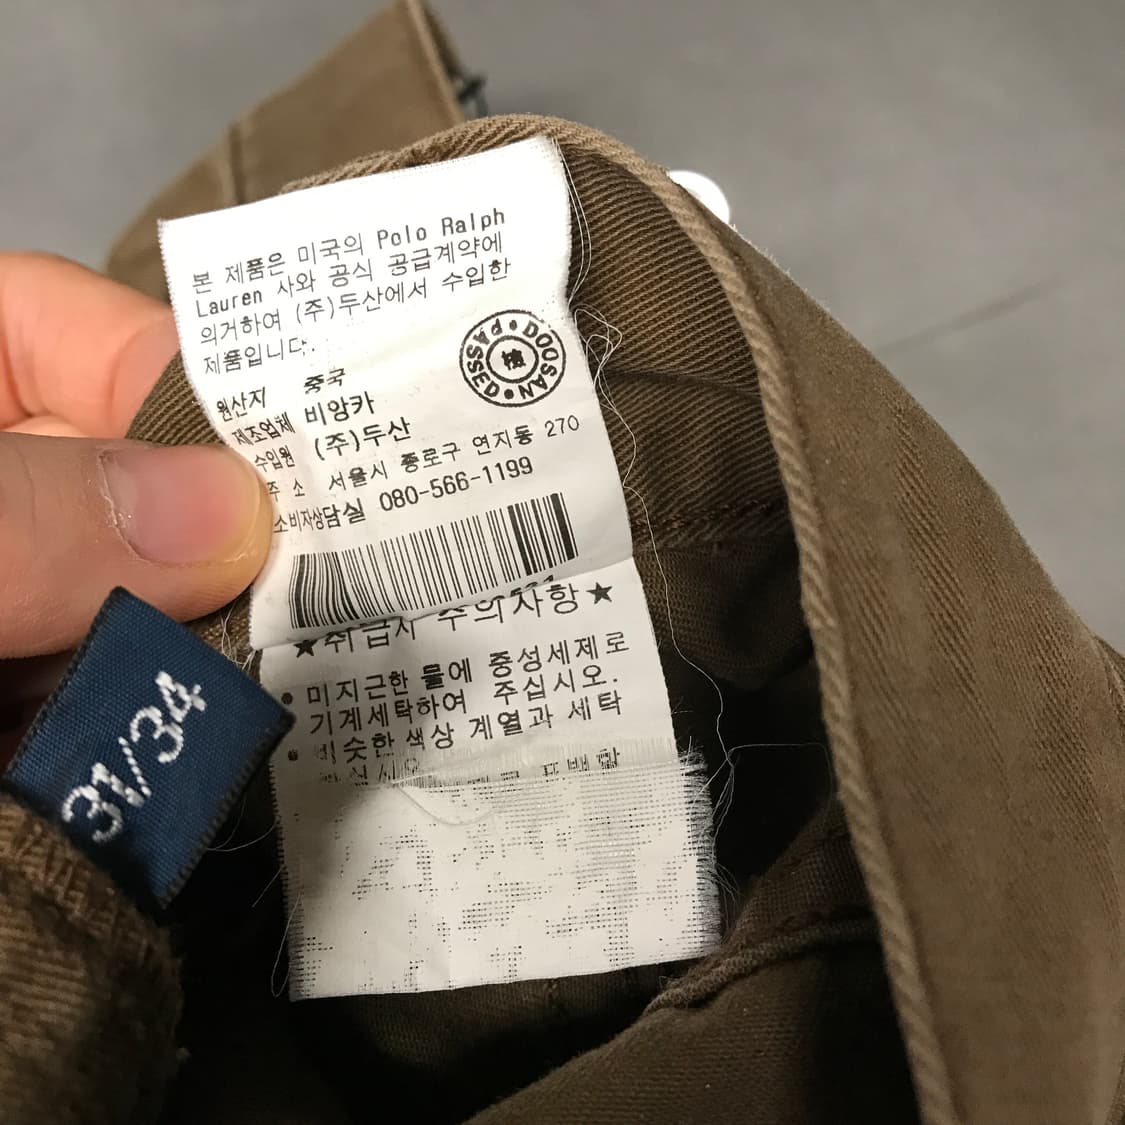 본 제품은 미국의 Polo Ralph
Lauren 사와 공식 공급계약에
의거하여 (주)두산에서 수입한
제품입니다.
PASSED • DOOSAN •
檢
원산지 중국
제조업체 비앙카
수입원 (주)두산
주 소 서울시 종로구 연지동 270
소비자상담실 080-566-1199
★취급시 주의사항★
• 미지근한 물에 중성세제로
기계세탁하여 주십시오.
• 비슷한 색상 계열과 세탁
31/34